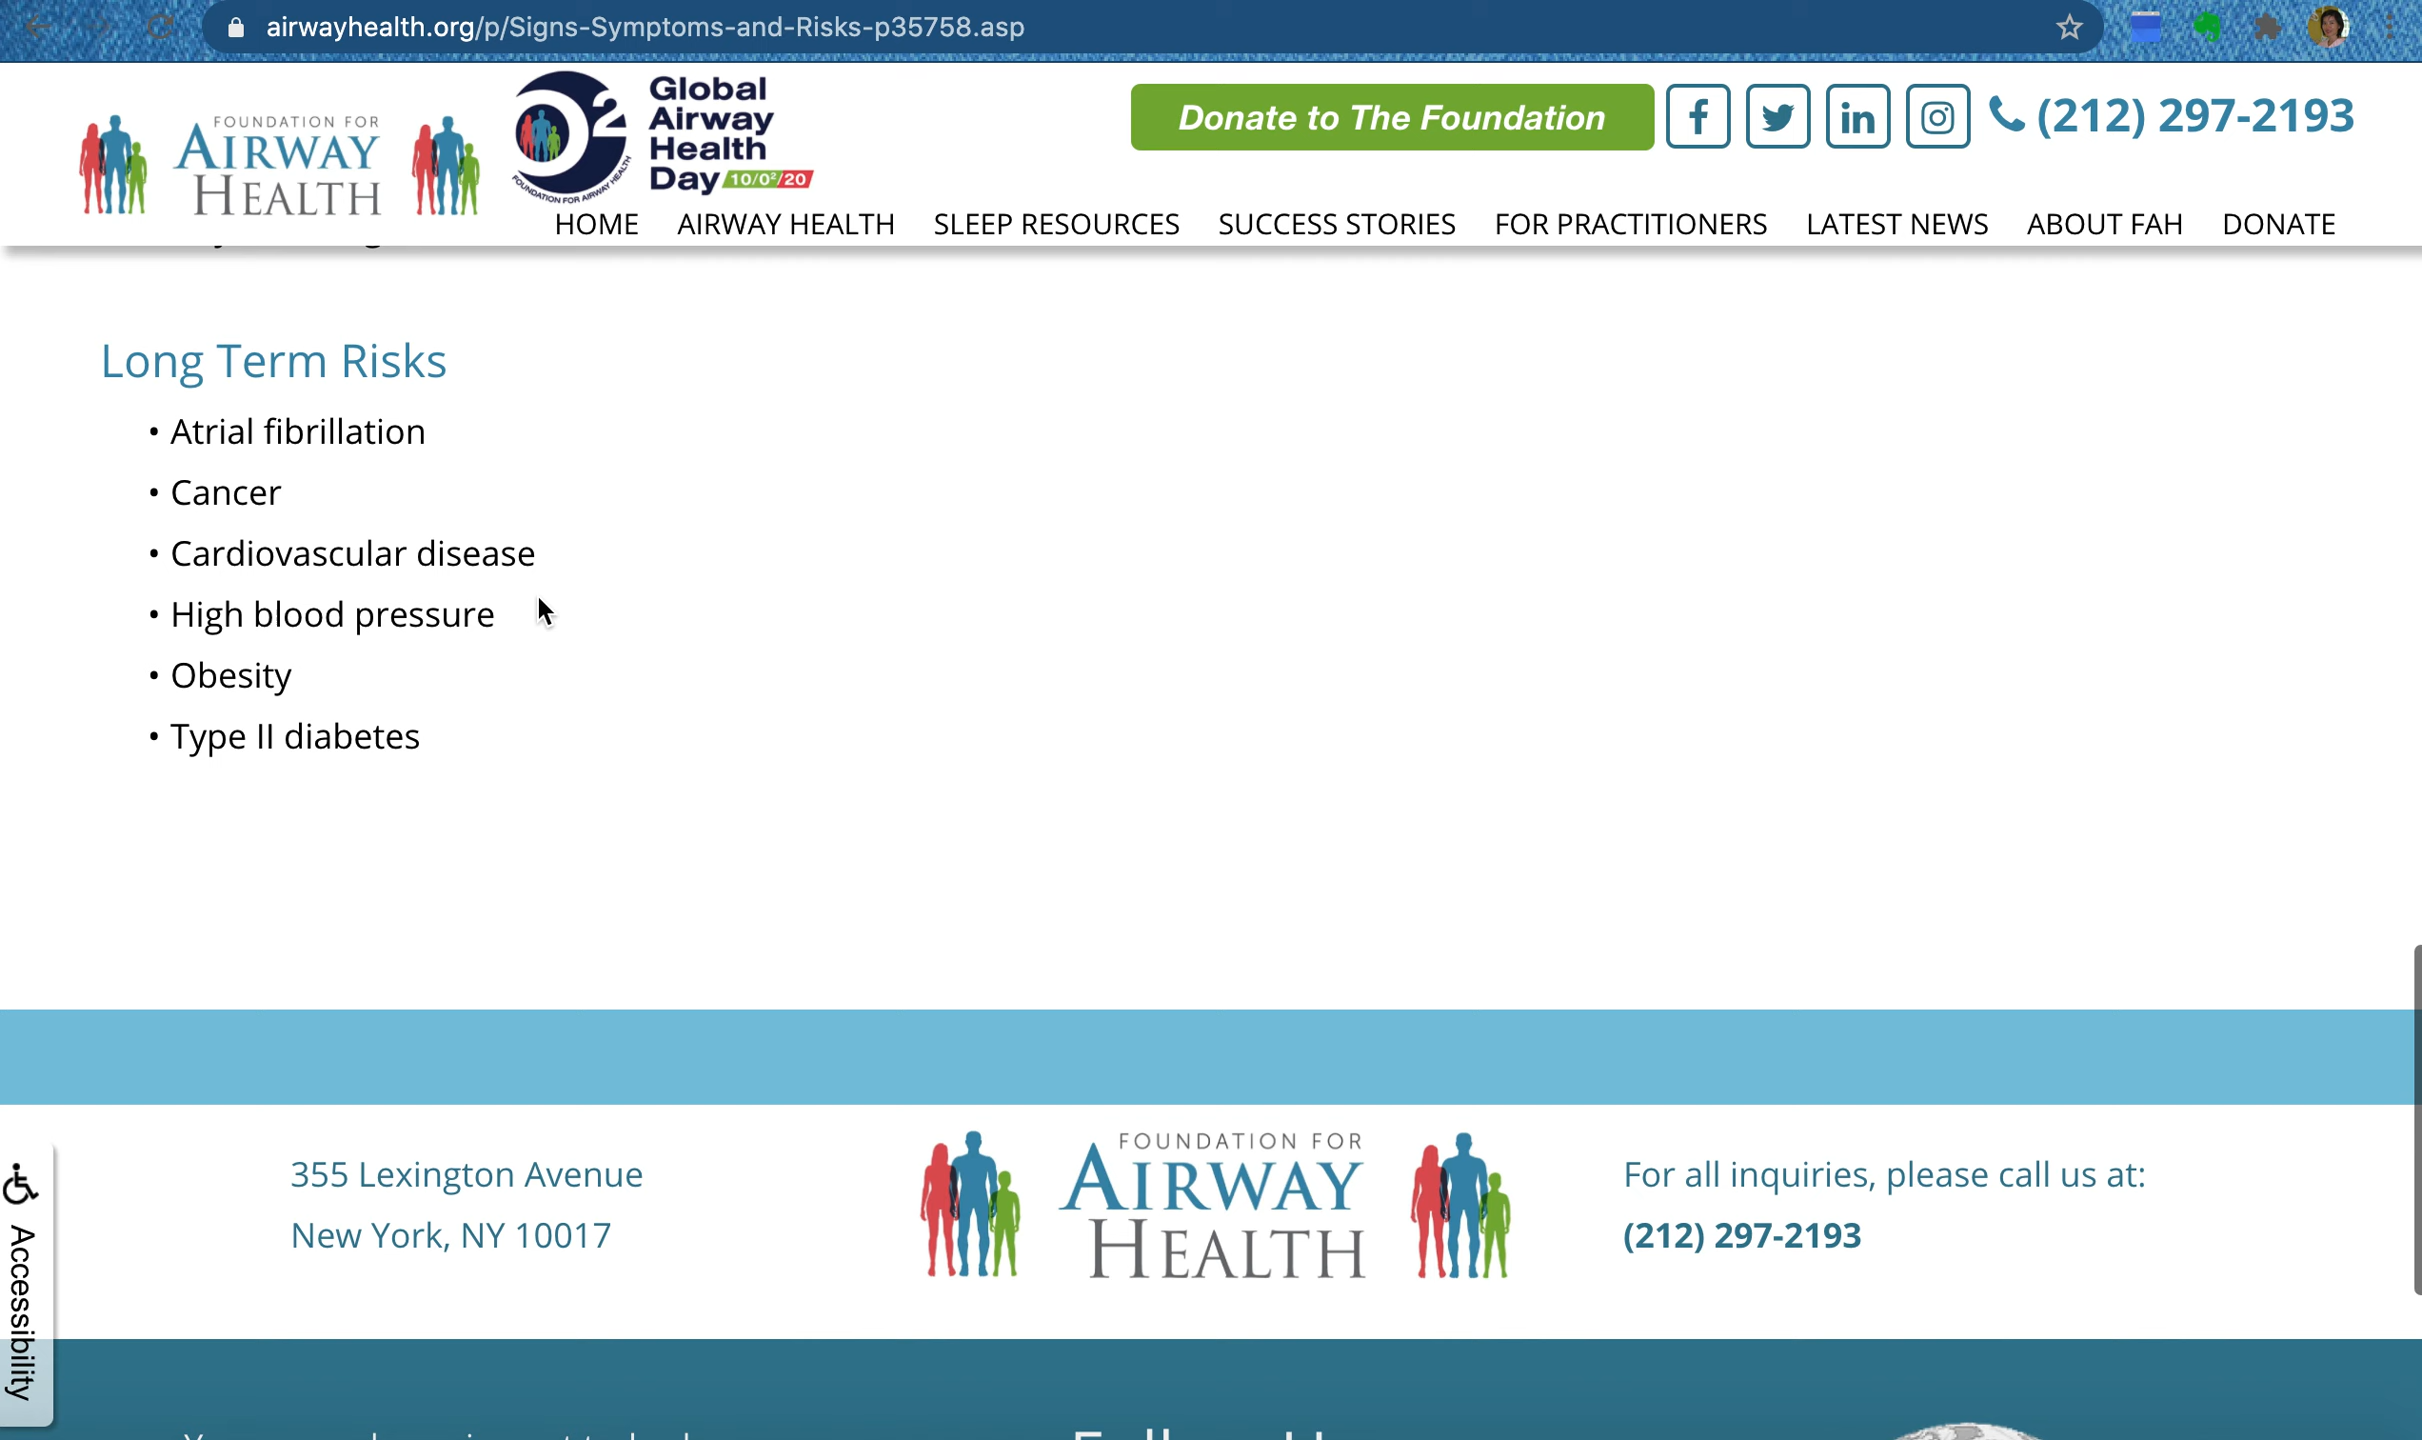 airwayhealth.org/p/Signs-Symptoms-and-Risks-p35758.asp
FOUNDATION FOR
AIRWAY
HEALTH
FOUNDATION FOR AIRWAY HEALTH
Global
Airway
Health
Day 10/0²/20
Donate to The Foundation
(212) 297-2193
HOME AIRWAY HEALTH SLEEP RESOURCES SUCCESS STORIES FOR PRACTITIONERS LATEST NEWS ABOUT FAH DONATE
Long Term Risks
• Atrial fibrillation
• Cancer
• Cardiovascular disease
• High blood pressure
• Obesity
• Type II diabetes
355 Lexington Avenue
New York, NY 10017
FOUNDATION FOR
AIRWAY
HEALTH
For all inquiries, please call us at:
(212) 297-2193
Accessibility